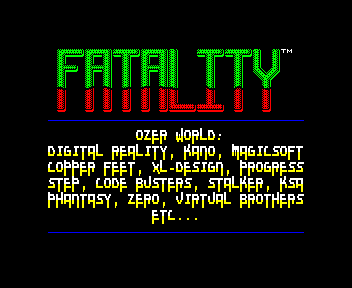 FATALITY™
OZER WORLD:
DIGITAL REALITY, KANO, MAGICSOFT
COPPER FEET, XL-DESIGN, PROGRESS
STEP, CODE BUSTERS, STALKER, KSA
PHANTASY, ZERO, VIRTUAL BROTHERS
ETC...